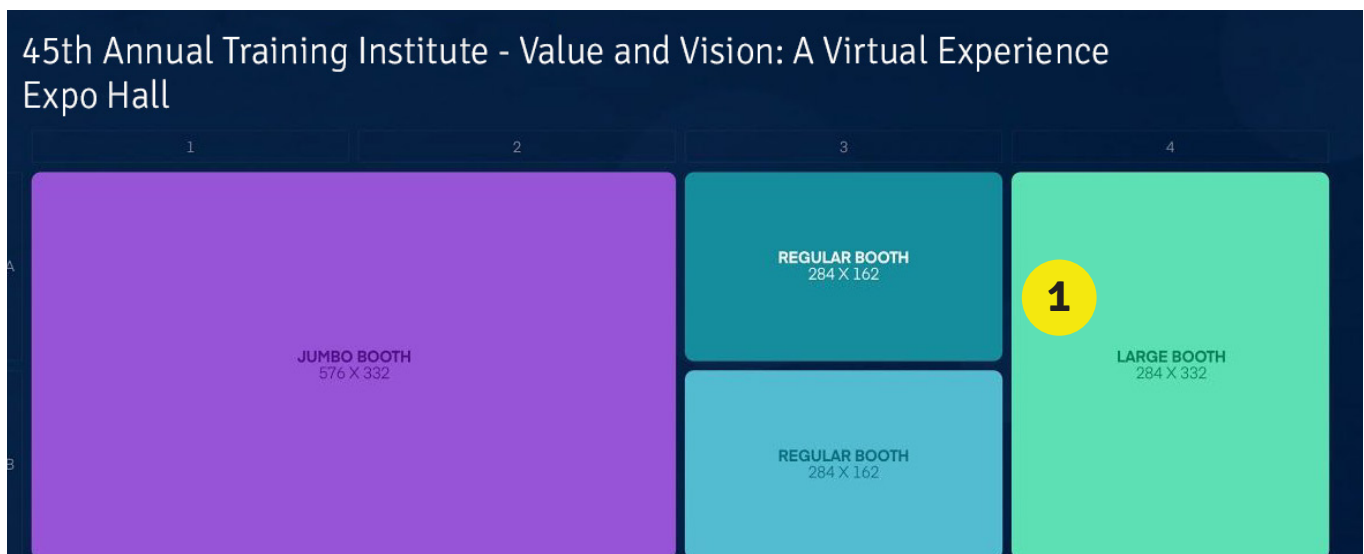 45th Annual Training Institute - Value and Vision: A Virtual Experience
Expo Hall
1 2 3 4
A
REGULAR BOOTH
284 X 162
1
JUMBO BOOTH
576 X 332
LARGE BOOTH
284 X 332
B
REGULAR BOOTH
284 X 162